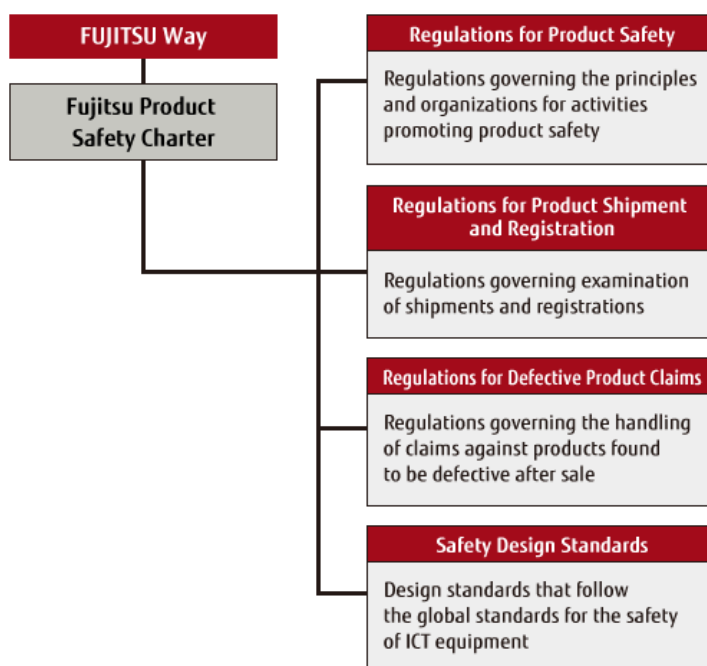 FUJITSU Way
Fujitsu Product
Safety Charter
Regulations for Product Safety
Regulations governing the principles
and organizations for activities
promoting product safety
Regulations for Product Shipment
and Registration
Regulations governing examination
of shipments and registrations
Regulations for Defective Product Claims
Regulations governing the handling
of claims against products found
to be defective after sale
Safety Design Standards
Design standards that follow
the global standards for the safety
of ICT equipment